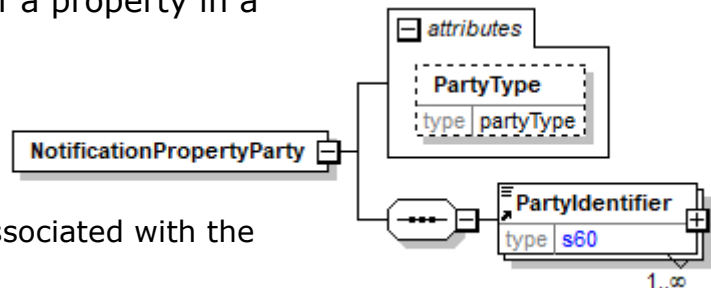 r a property in a
attributes
PartyType
type partyType
NotificationPropertyParty
PartyIdentifier
type s60
ssociated with the
1..∞